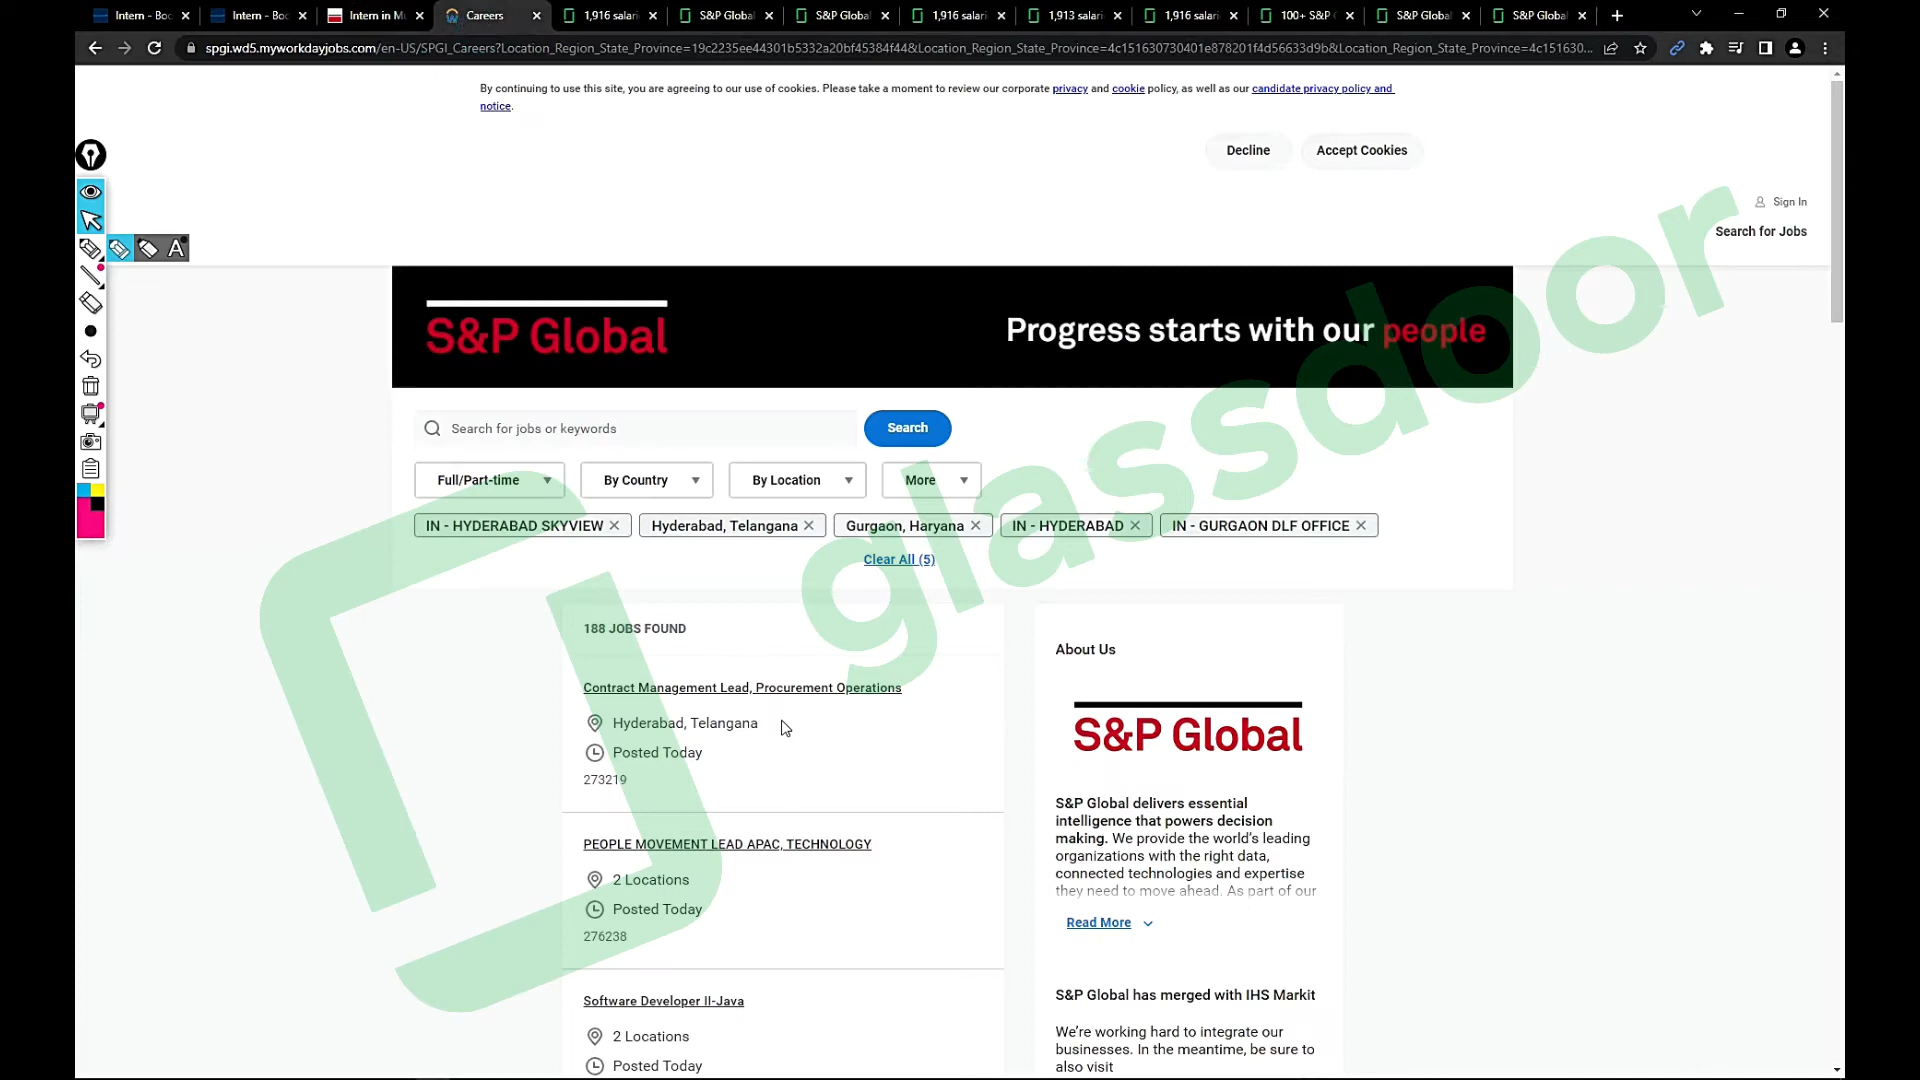 Intern - Boc
Intern - Boc
Intern in Mu
Careers
1,916 salari
S&P Global
S&P Global
1,916 salari
1,913 salari
1,916 salari
100+ S&P
S&P Global
S&P Global
spgi.wd5.myworkdayjobs.com/en-US/SPGI_Careers?Location_Region_State_Province=19c2235ee44301b5332a20bf45384f44&Location_Region_State_Province=4c151630730401e878201f4d56633d9b&Location_Region_State_Province=4c151630...
By continuing to use this site, you are agreeing to our use of cookies. Please take a moment to review our corporate privacy and cookie policy, as well as our candidate privacy policy and
notice.
Decline
Accept Cookies
Sign In
Search for Jobs
A
S&P Global
Progress starts with our people
glassdoor
Search for jobs or keywords
Search
Full/Part-time
By Country
By Location
More
IN - HYDERABAD SKYVIEW
Hyderabad, Telangana
Gurgaon, Haryana
IN - HYDERABAD
IN - GURGAON DLF OFFICE
Clear All (5)
188 JOBS FOUND
Contract Management Lead, Procurement Operations
Hyderabad, Telangana
Posted Today
273219
PEOPLE MOVEMENT LEAD APAC, TECHNOLOGY
2 Locations
Posted Today
276238
Software Developer II-Java
2 Locations
Posted Today
About Us
S&P Global
S&P Global delivers essential
intelligence that powers decision
making. We provide the world's leading
organizations with the right data,
connected technologies and expertise
they need to move ahead. As part of our
Read More
S&P Global has merged with IHS Markit
We're working hard to integrate our
businesses. In the meantime, be sure to
also visit